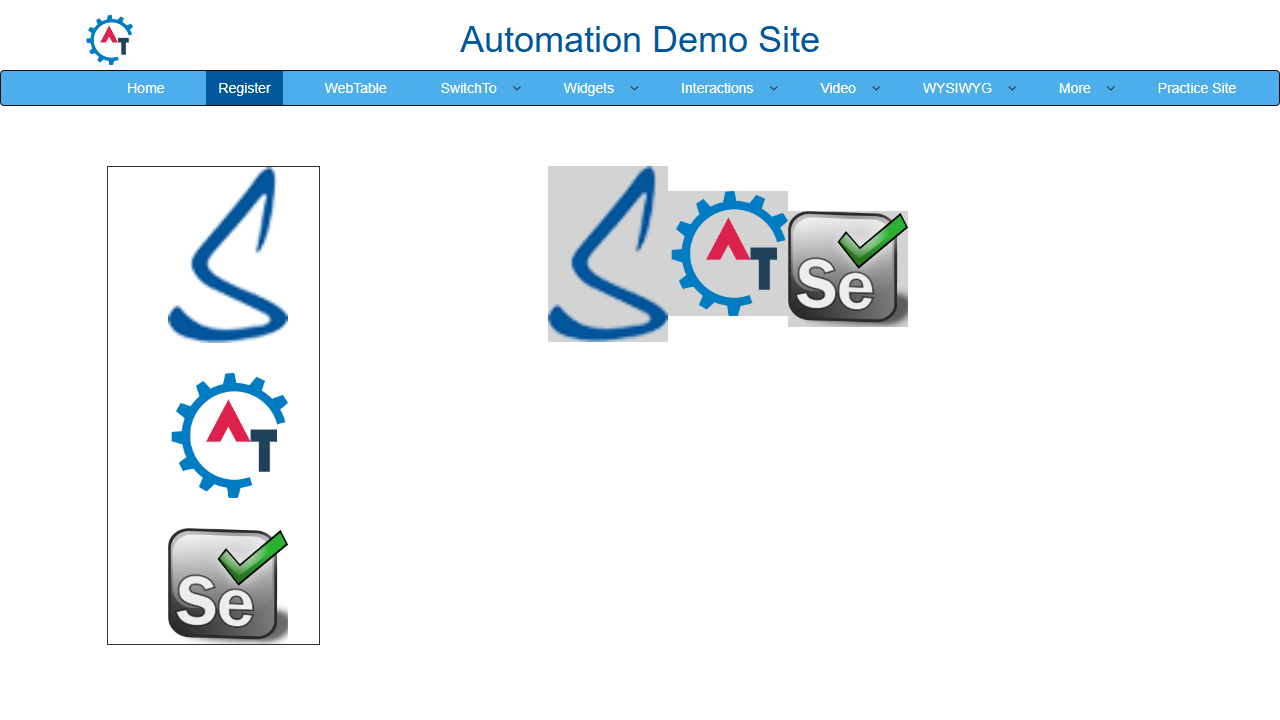 Automation Demo Site
Home Register WebTable SwitchTo Widgets Interactions Video WYSIWYG More Practice Site
AT
S
S
AT
Se
AT
Se